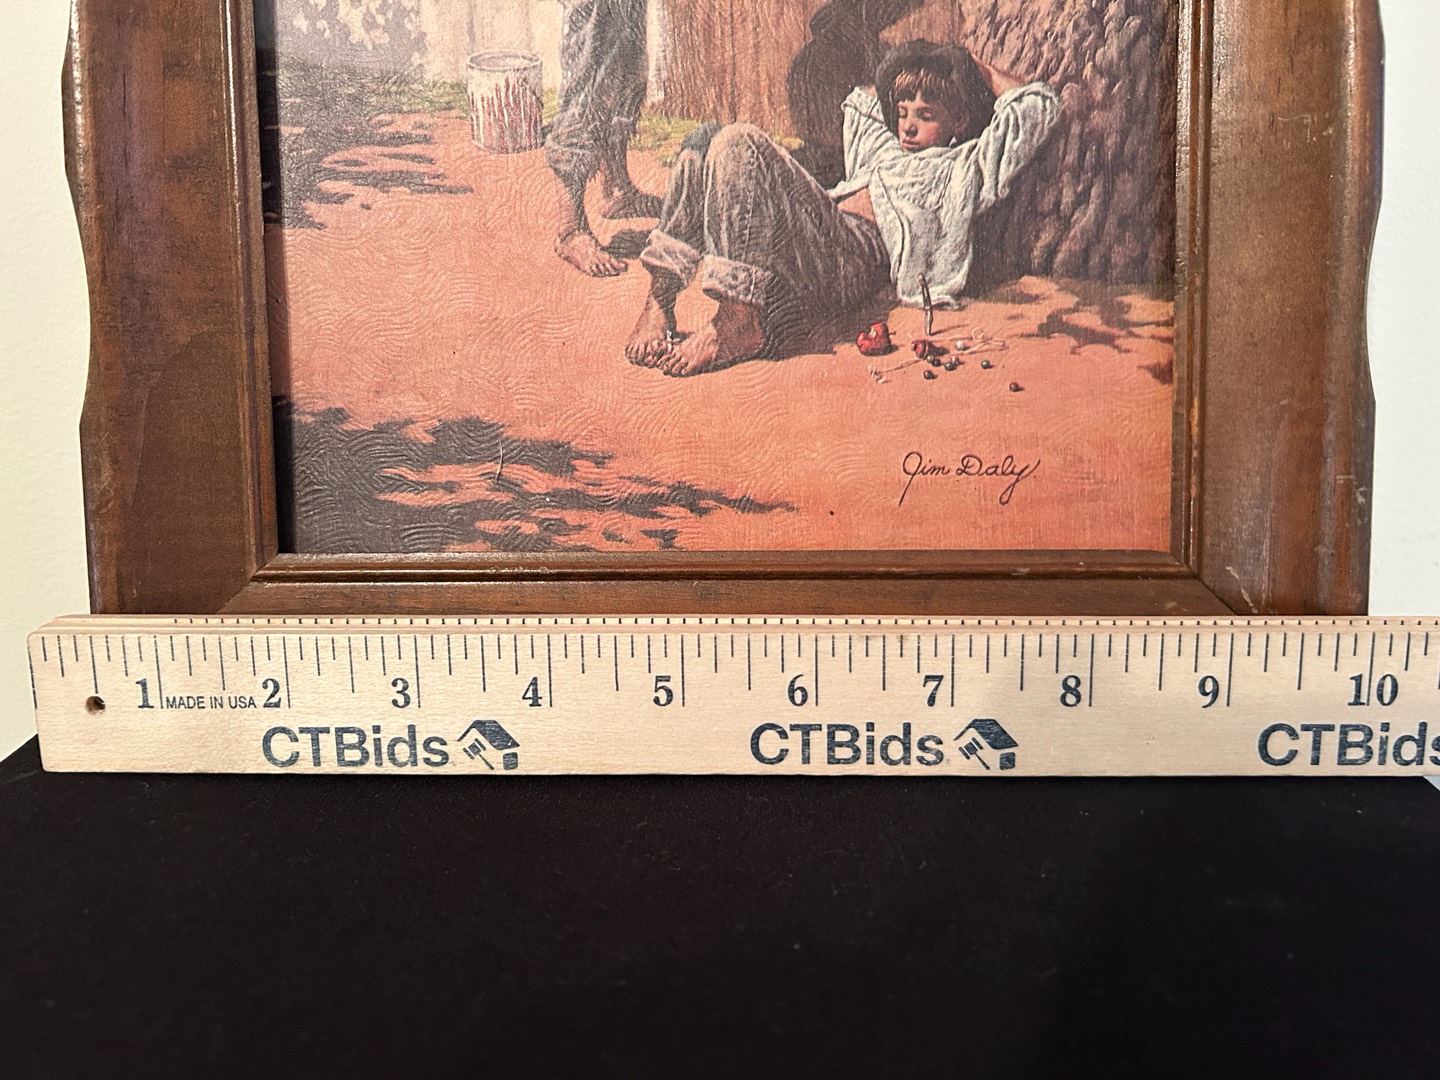 Jim Daly
1 MADE IN USA 2 3 4 5 6 7 8 9 10
CTBids CTBids CTBids